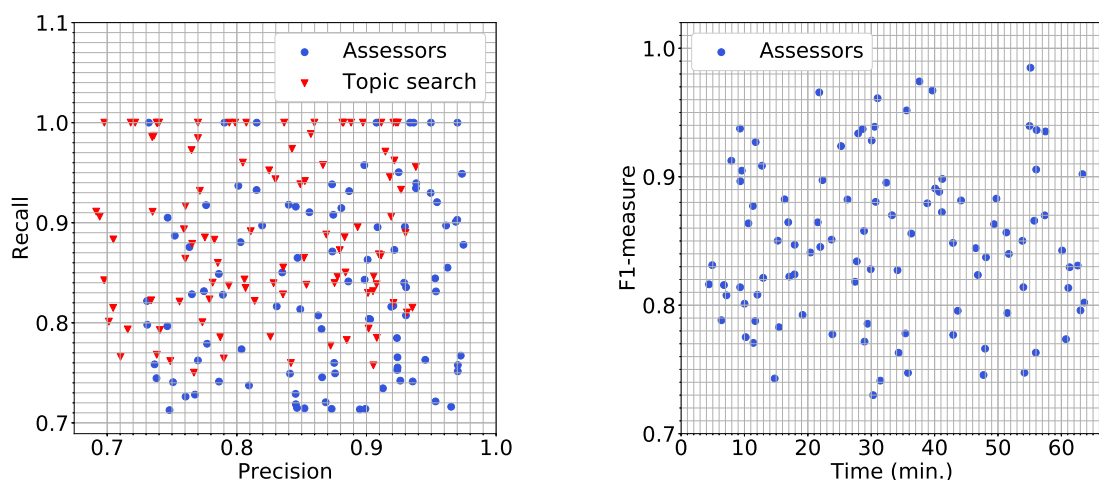 1.1
1.0
0.9
0.8
0.7
Recall
Assessors
Topic search
0.7 0.8 0.9 1.0
Precision
1.0
0.9
0.8
0.7
F1-measure
Assessors
0 10 20 30 40 50 60
Time (min.)